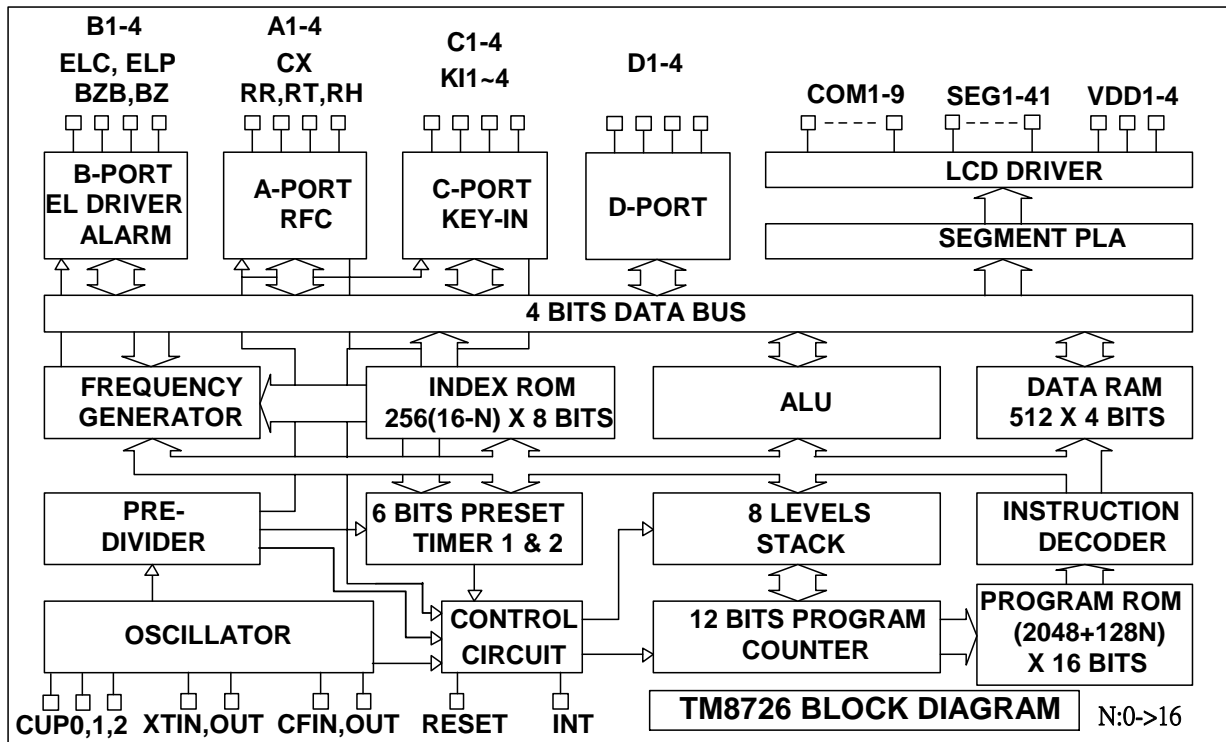 B1-4
ELC, ELP
BZB,BZ
A1-4
CX
RR,RT,RH
C1-4
KI1~4
D1-4
COM1-9
SEG1-41
VDD1-4
B-PORT
EL DRIVER
ALARM
A-PORT
RFC
C-PORT
KEY-IN
D-PORT
LCD DRIVER
SEGMENT PLA
4 BITS DATA BUS
FREQUENCY
GENERATOR
INDEX ROM
256(16-N) X 8 BITS
ALU
DATA RAM
512 X 4 BITS
PRE-
DIVIDER
6 BITS PRESET
TIMER 1 & 2
8 LEVELS
STACK
INSTRUCTION
DECODER
OSCILLATOR
CONTROL
CIRCUIT
12 BITS PROGRAM
COUNTER
PROGRAM ROM
(2048+128N)
X 16 BITS
CUP0,1,2
XTIN,OUT
CFIN,OUT
RESET
INT
TM8726 BLOCK DIAGRAM
N:0->16